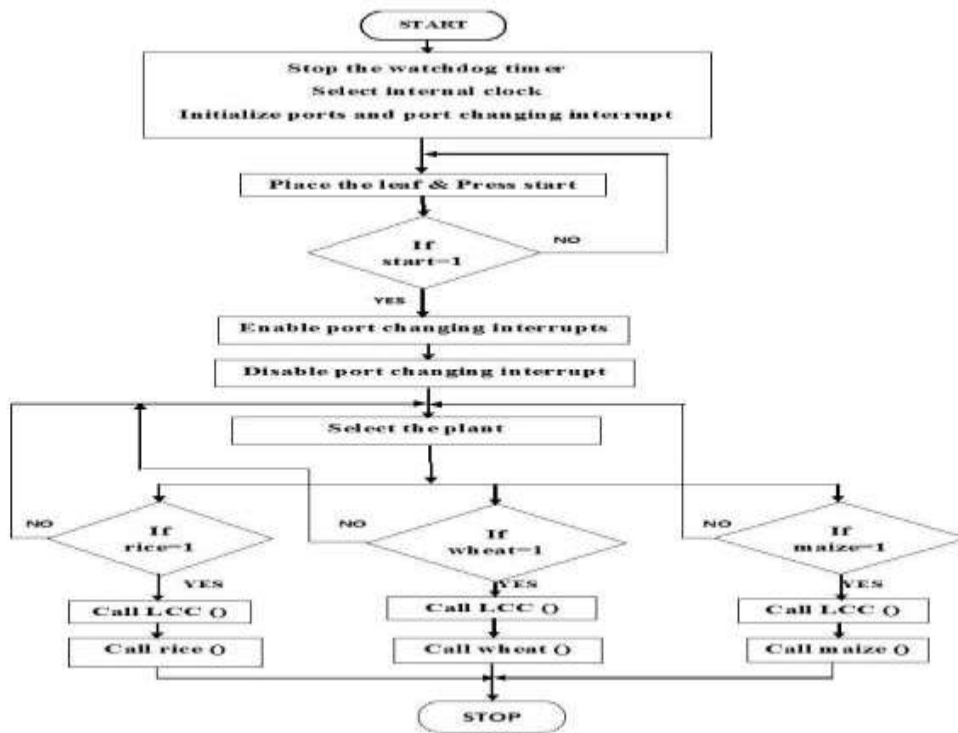 START
Stop the watchdog timer
Select internal clock
Initialize ports and port changing interrupt
Place the leaf & Press start
If
start=1
NO
YES
Enable port changing interrupts
Disable port changing interrupt
Select the plant
NO
If
rice=1
NO
If
wheat=1
NO
If
maize=1
YES
YES
YES
Call LCC ()
Call LCC ()
Call LCC ()
Call rice ()
Call wheat ()
Call maize ()
STOP